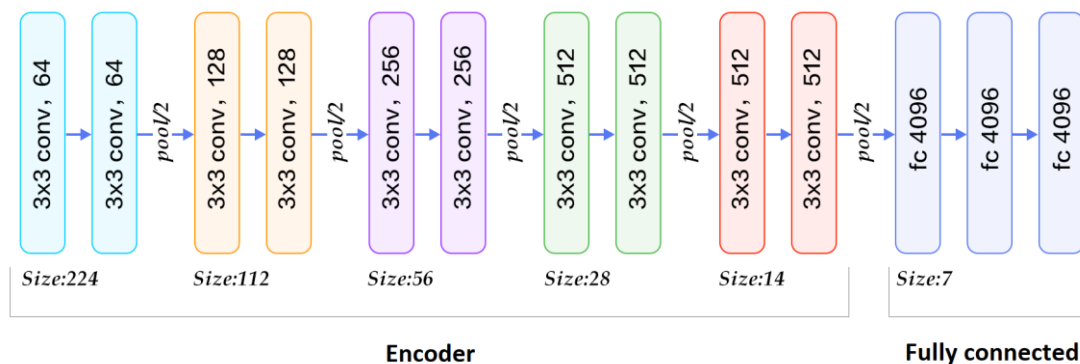 3x3 conv, 64
3x3 conv, 64
pool/2
3x3 conv, 128
3x3 conv, 128
pool/2
3x3 conv, 256
3x3 conv, 256
pool/2
3x3 conv, 512
3x3 conv, 512
pool/2
3x3 conv, 512
3x3 conv, 512
pool/2
fc 4096
fc 4096
fc 4096
Size:224
Size:112
Size:56
Size:28
Size:14
Size:7
Encoder
Fully connected